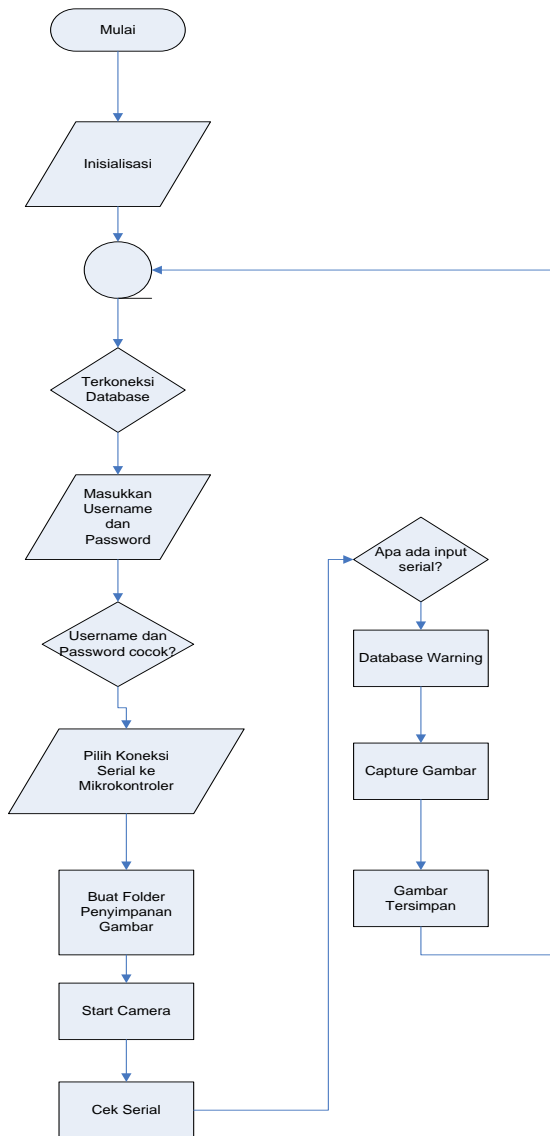 Mulai
Inisialisasi
Terkoneksi
Database
Masukkan
Username
dan
Password
Username dan
Password cocok?
Pilih Koneksi
Serial ke
Mikrokontroler
Buat Folder
Penyimpanan
Gambar
Start Camera
Cek Serial
Apa ada input
serial?
Database Warning
Capture Gambar
Gambar
Tersimpan